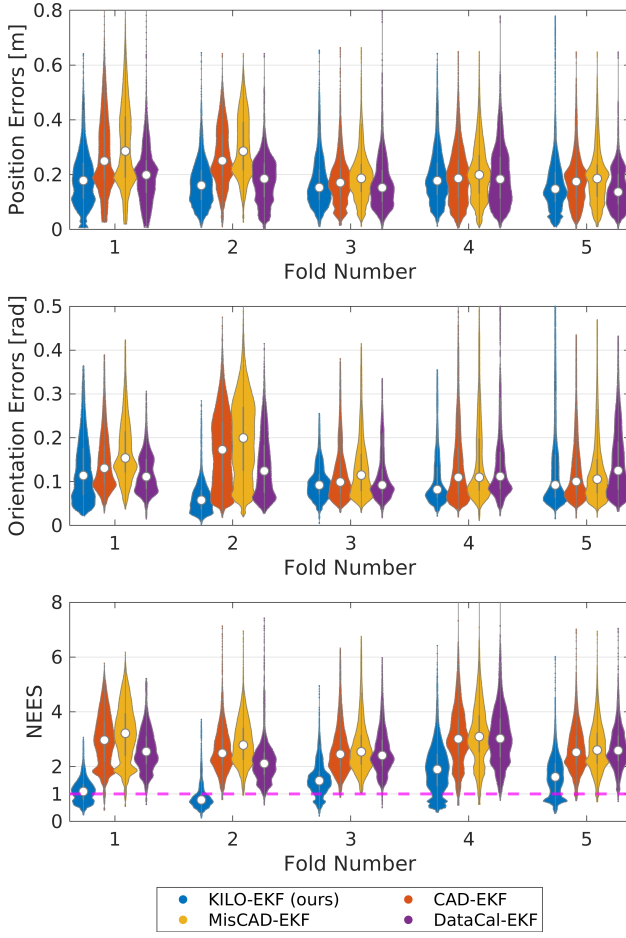 Position Errors [m]
0.8
0.6
0.4
0.2
0
1 2 3 4 5
Fold Number
Orientation Errors [rad]
0.5
0.4
0.3
0.2
0.1
0
1 2 3 4 5
Fold Number
NEES
8
6
4
2
1
0
1 2 3 4 5
Fold Number
KILO-EKF (ours) CAD-EKF
MisCAD-EKF DataCal-EKF